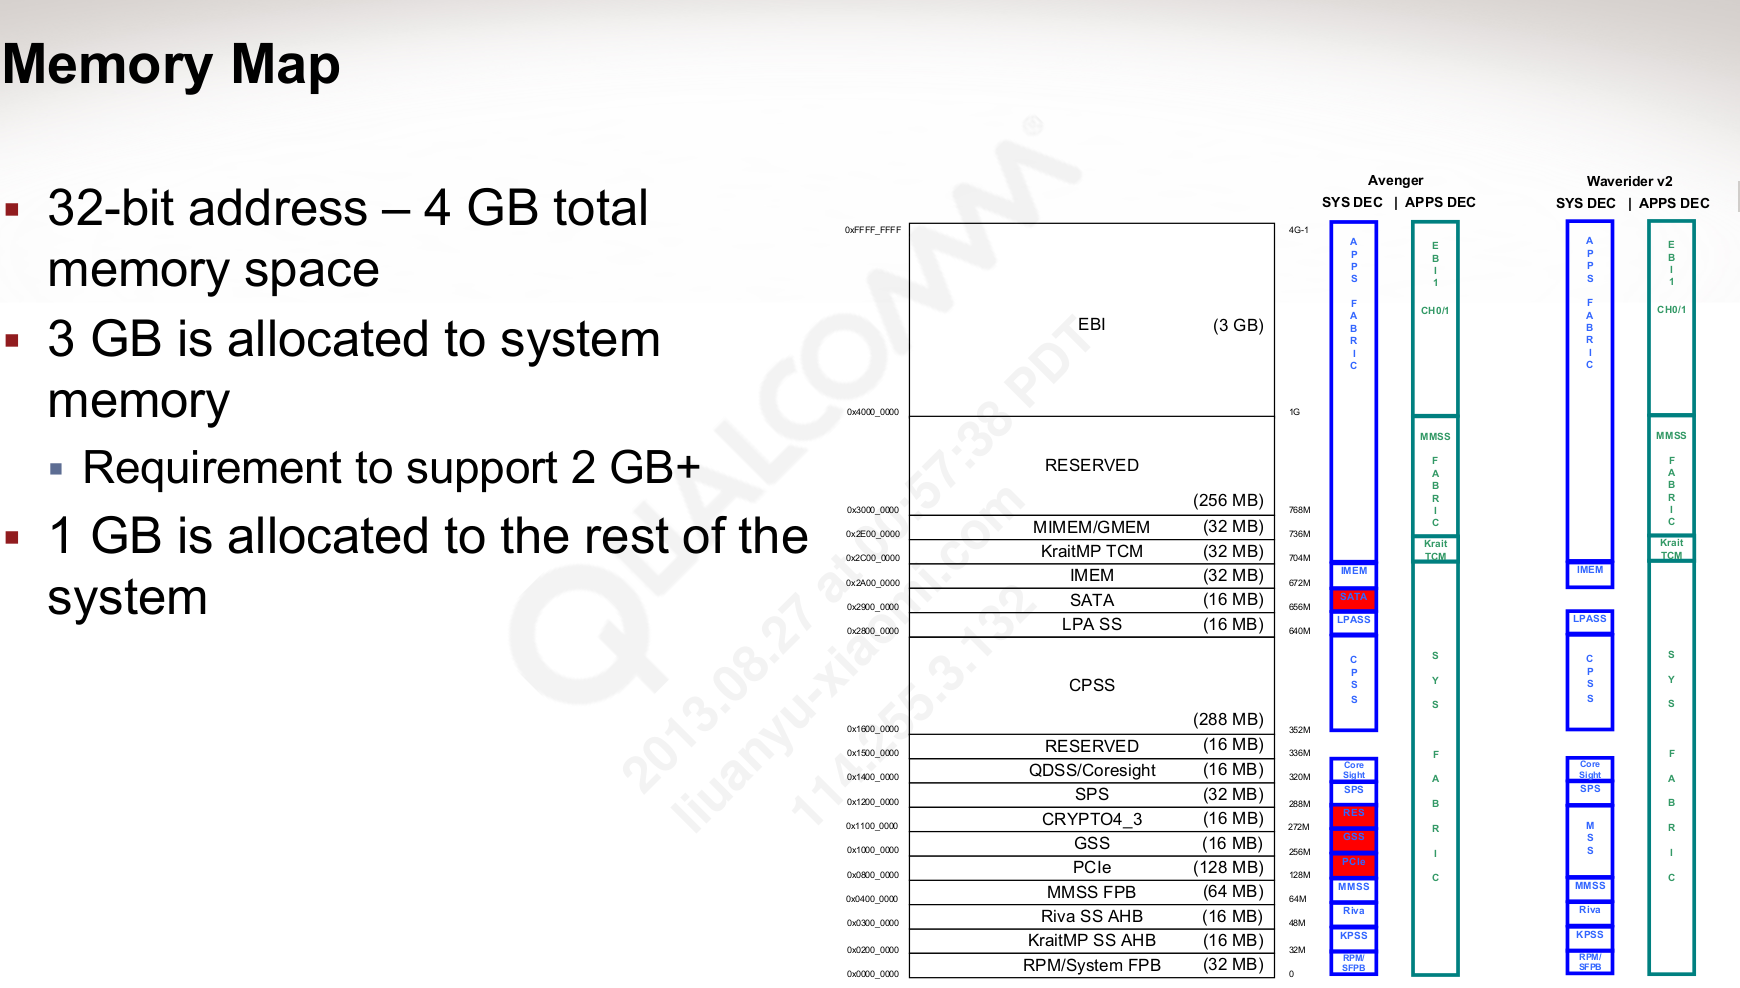 Memory Map
▪ 32-bit address – 4 GB total
memory space
▪ 3 GB is allocated to system
memory
▪ Requirement to support 2 GB+
▪ 1 GB is allocated to the rest of the
system
QUALCOMM®
2013.08.27 at 00:57:38 PDT
liuanyu-xiaomi.com
114.255.3.132
0xFFFF_FFFF
EBI (3 GB)
4G-1
0x4000_0000
1G
RESERVED
(256 MB)
0x3000_0000
768M
MIMEM/GMEM (32 MB)
0x2E00_0000
736M
KraitMP TCM (32 MB)
0x2C00_0000
704M
IMEM (32 MB)
0x2A00_0000
672M
SATA (16 MB)
0x2900_0000
656M
LPA SS (16 MB)
0x2800_0000
640M
CPSS
(288 MB)
0x1600_0000
352M
RESERVED (16 MB)
0x1500_0000
336M
QDSS/Coresight (16 MB)
0x1400_0000
320M
SPS (32 MB)
0x1200_0000
288M
CRYPTO4_3 (16 MB)
0x1100_0000
272M
GSS (16 MB)
0x1000_0000
256M
PCIe (128 MB)
0x0800_0000
128M
MMSS FPB (64 MB)
0x0400_0000
64M
Riva SS AHB (16 MB)
0x0300_0000
48M
KraitMP SS AHB (16 MB)
0x0200_0000
32M
RPM/System FPB (32 MB)
0x0000_0000
0
Avenger
SYS DEC | APPS DEC
APPS FABRIC
IMEM
SATA
LPASS
CPSS
Core
Sight
SPS
RES
GSS
PCIe
MMSS
Riva
KPSS
RPM/
SFPB
EBI1
CH0/1
MMSS
FABRIC
Krait
TCM
SYS FABRIC
Waverider v2
SYS DEC | APPS DEC
APPS FABRIC
IMEM
LPASS
CPSS
Core
Sight
SPS
MSS
MMSS
Riva
KPSS
RPM/
SFPB
EBI1
CH0/1
MMSS
FABRIC
Krait
TCM
SYS FABRIC